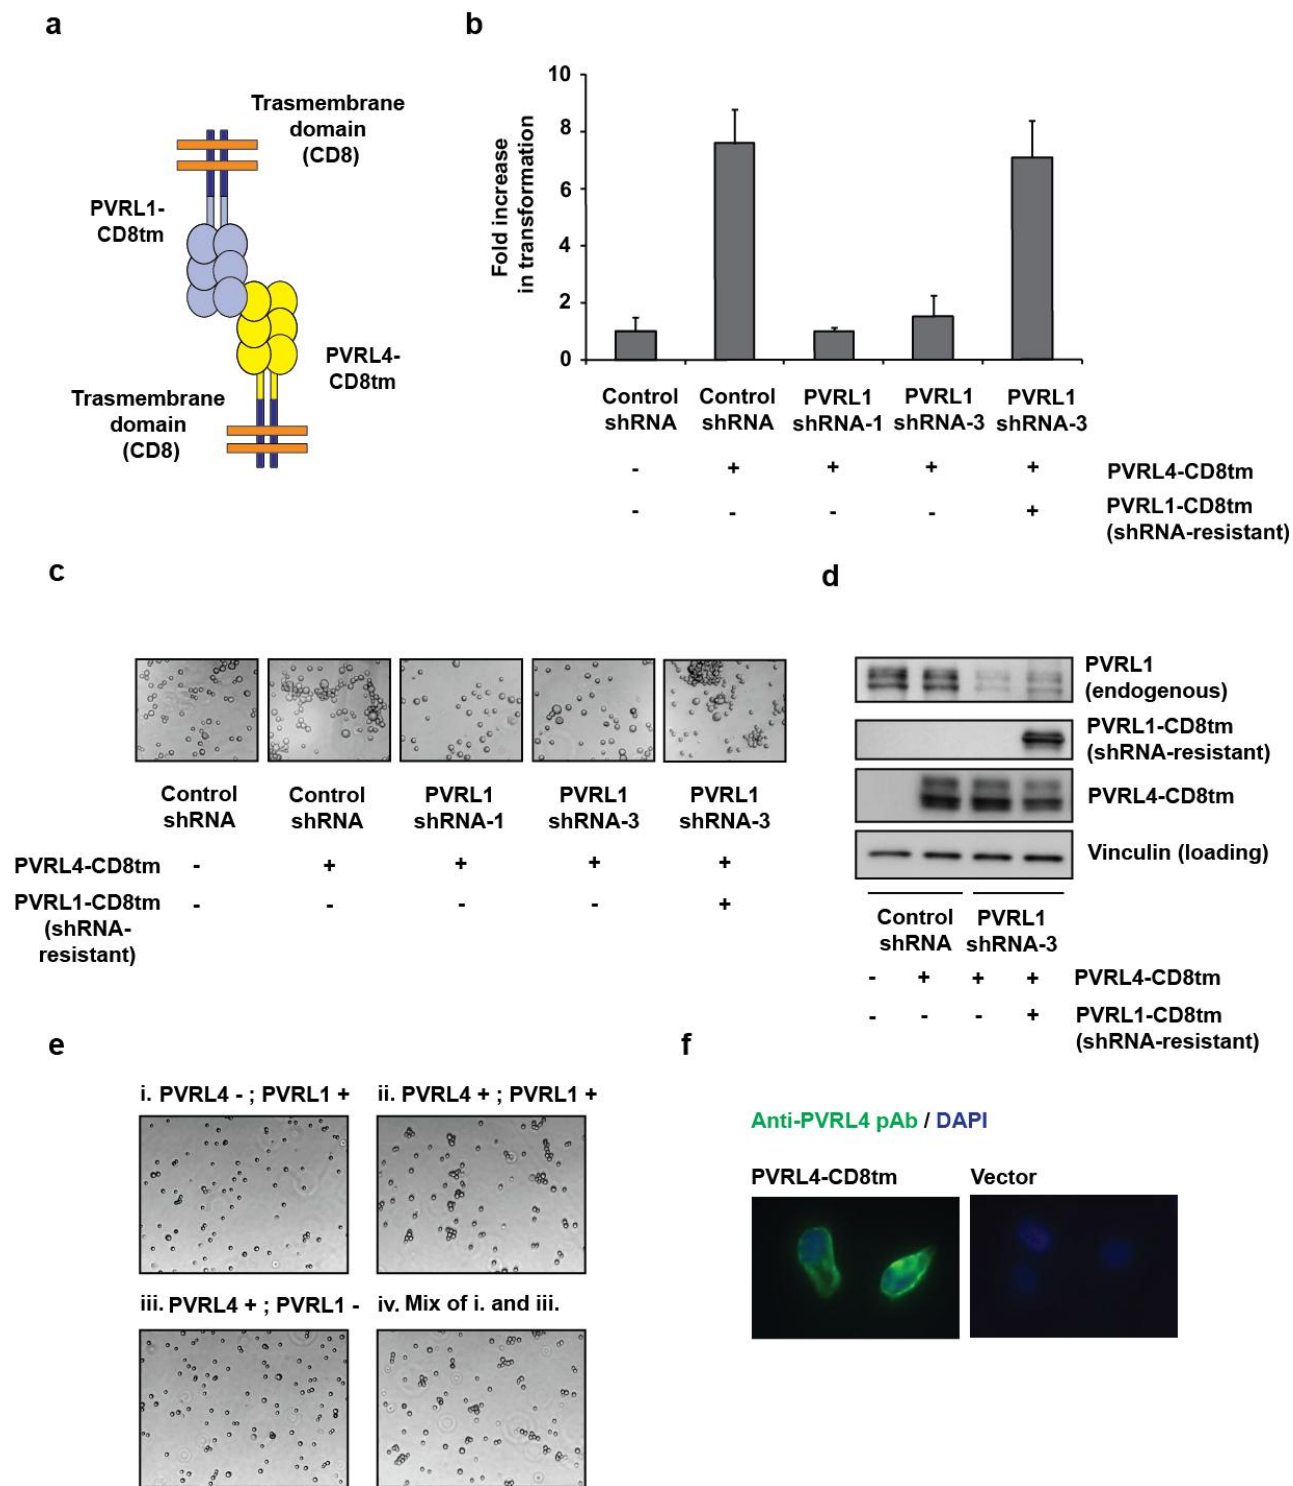 a
Trasmembrane
domain
(CD8)
PVRL1-
CD8tm
PVRL4-
CD8tm
Trasmembrane
domain
(CD8)
b
Fold increase
in transformation
10
8
6
4
2
0
Control
shRNA
Control
shRNA
PVRL1
shRNA-1
PVRL1
shRNA-3
PVRL1
shRNA-3
- + + + + PVRL4-CD8tm
- - - - + PVRL1-CD8tm
(shRNA-resistant)
c
Control
shRNA
Control
shRNA
PVRL1
shRNA-1
PVRL1
shRNA-3
PVRL1
shRNA-3
PVRL4-CD8tm - + + + +
PVRL1-CD8tm - - - - +
(shRNA-
resistant)
d
PVRL1
(endogenous)
PVRL1-CD8tm
(shRNA-resistant)
PVRL4-CD8tm
Vinculin (loading)
Control
shRNA
PVRL1
shRNA-3
- + + + PVRL4-CD8tm
- - - + PVRL1-CD8tm
(shRNA-resistant)
e
i. PVRL4 - ; PVRL1 +
ii. PVRL4 + ; PVRL1 +
iii. PVRL4 + ; PVRL1 -
iv. Mix of i. and iii.
f
Anti-PVRL4 pAb / DAPI
PVRL4-CD8tm
Vector